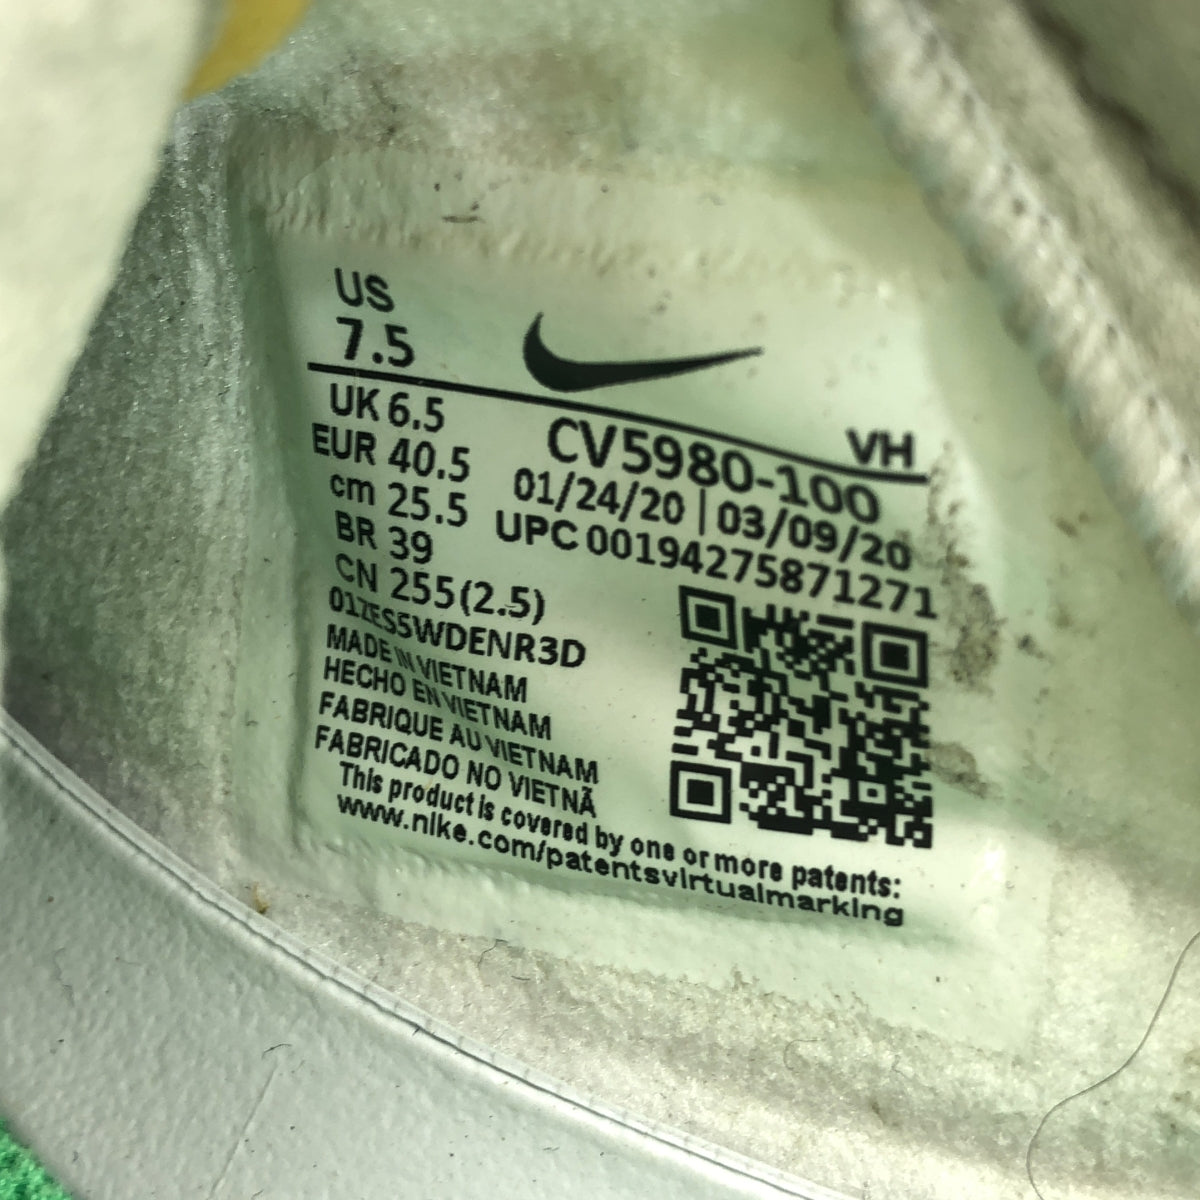 US
7.5
VH
UK 6.5
EUR 40.5
cm 25.5
BR 39
CN 255(2.5)
CV5980-100
01/24/20 | 03/09/20
UPC 00194275871271
01ZES5WDENR3D
MADE IN VIETNAM
HECHO EN VIETNAM
FABRIQUE AU VIETNAM
FABRICADO NO VIETNÃ
This product is covered by one or more patents:
www.nike.com/patentsvirtualmarking